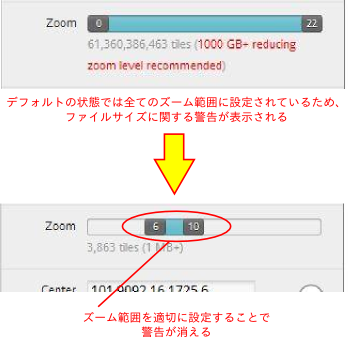 Zoom 0 22
61,360,386,463 tiles (1000 GB+ reducing
zoom level recommended)
デフォルトの状態では全てのズーム範囲に設定されているため、
ファイルサイズに関する警告が表示される
Zoom 6 10
3,863 tiles (1 MB+)
Center 101.9092,16.1725,6
ズーム範囲を適切に設定することで
警告が消える